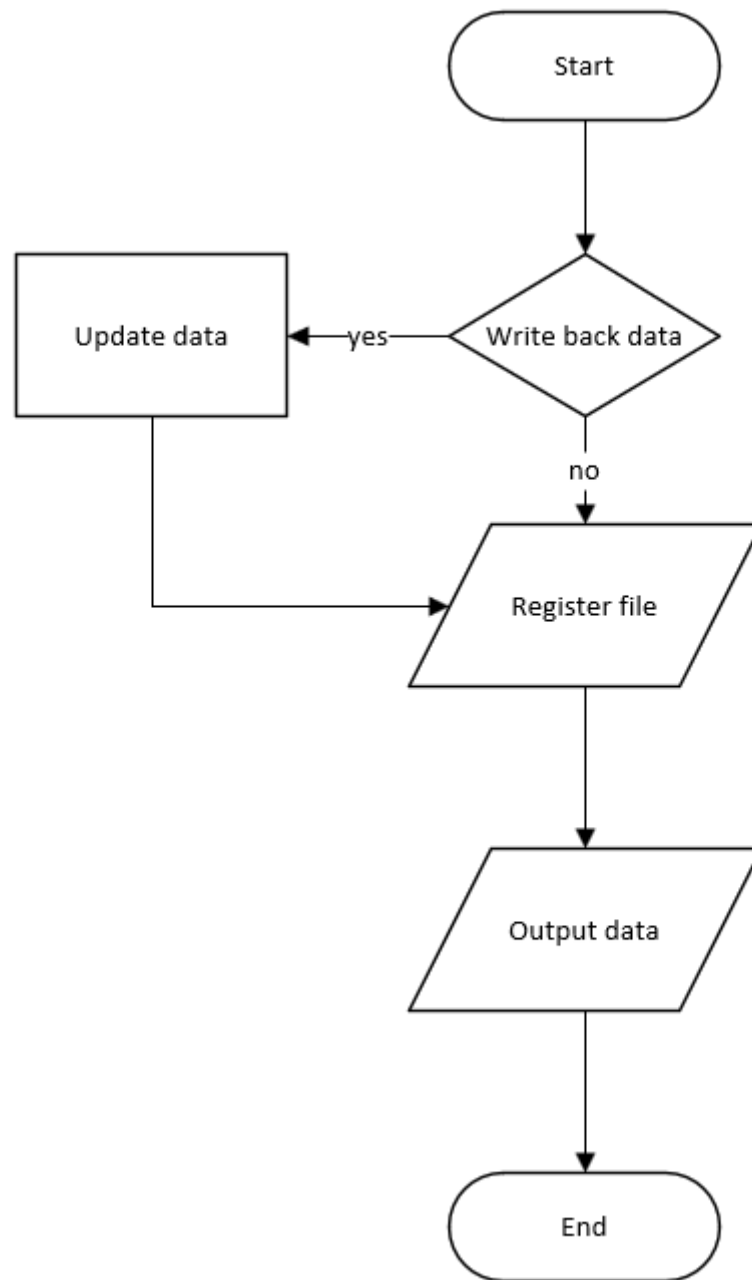 Start
Write back data
yes
Update data
no
Register file
Output data
End